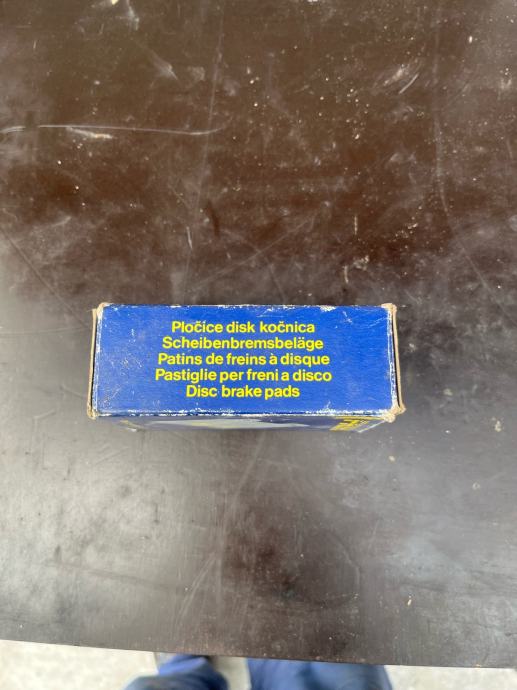 Pločice disk kočnica
Scheibenbremsbeläge
Patins de freins à disque
Pastiglie per freni a disco
Disc brake pads